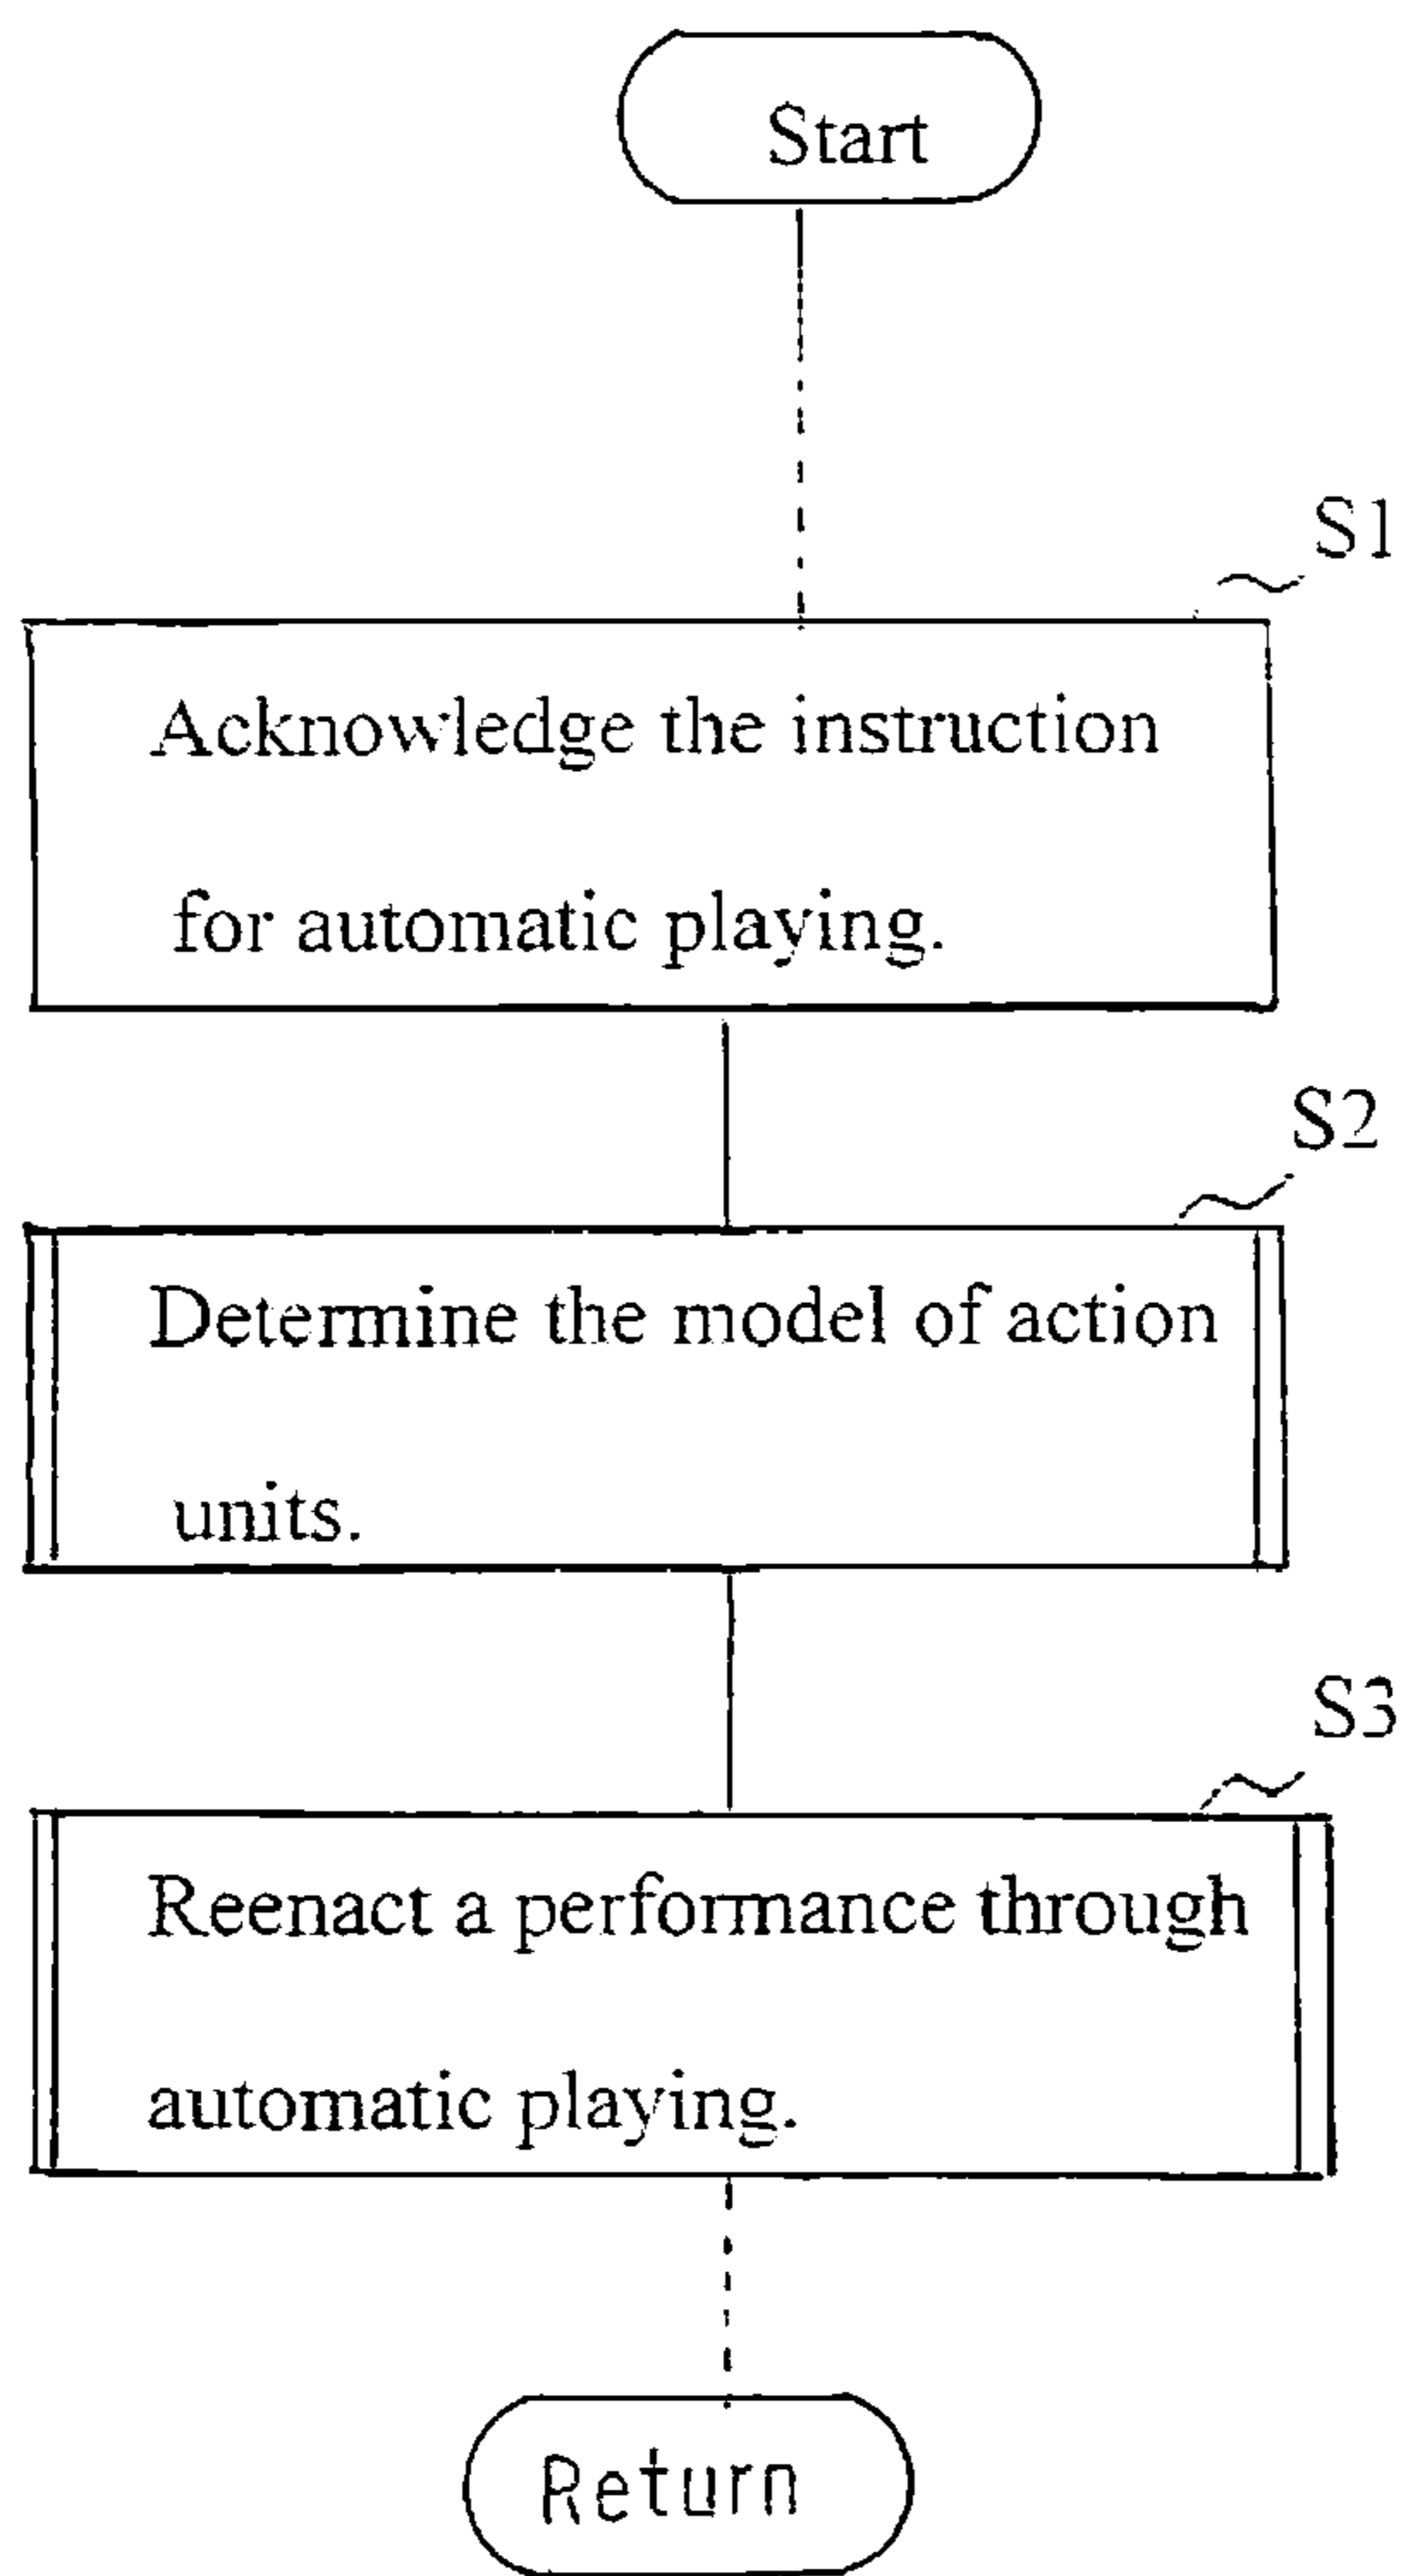 Start
S1
Acknowledge the instruction
for automatic playing.
S2
Determine the model of action
units.
S3
Reenact a performance through
automatic playing.
Return